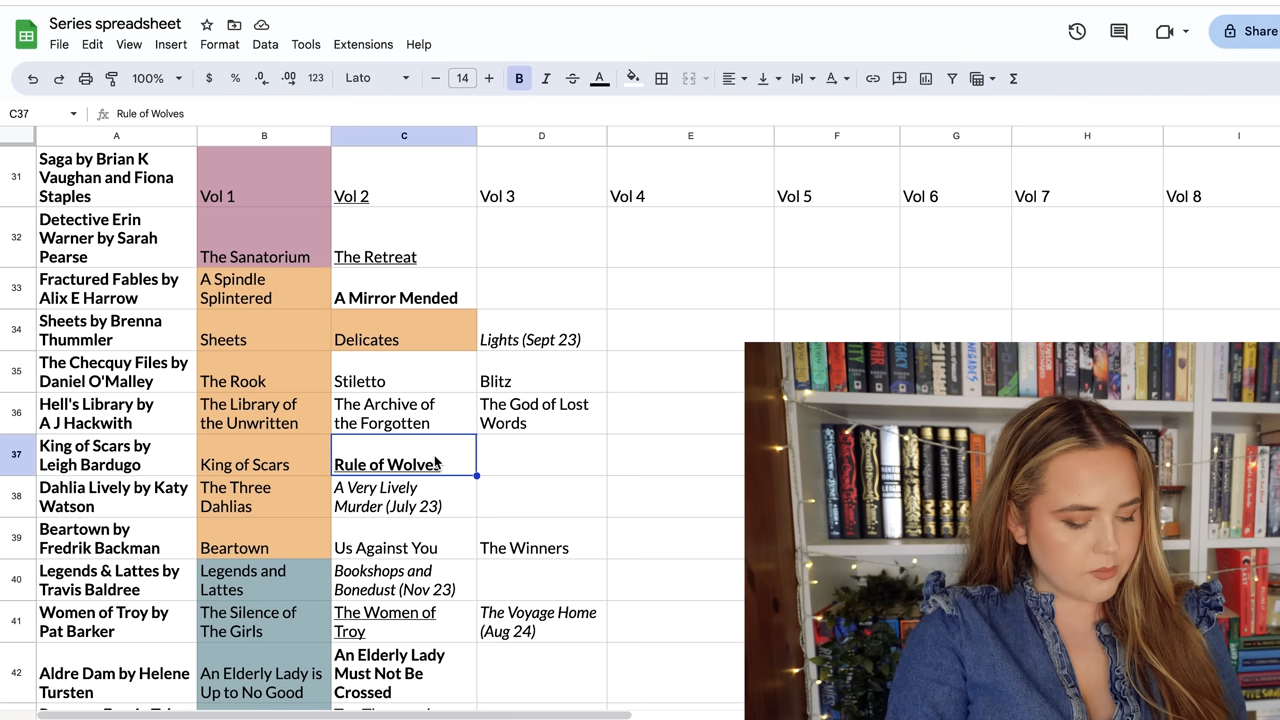 Series spreadsheet
File Edit View Insert Format Data Tools Extensions Help
Share
100% $ % .0 .00 123 Lato 14 B I S A
C37 fx Rule of Wolves
A B C D E F G H I
31 Saga by Brian K
Vaughan and Fiona
Staples
Vol 1 Vol 2 Vol 3 Vol 4 Vol 5 Vol 6 Vol 7 Vol 8
32 Detective Erin
Warner by Sarah
Pearse
The Sanatorium The Retreat
33 Fractured Fables by
Alix E Harrow
A Spindle
Splintered
A Mirror Mended
34 Sheets by Brenna
Thummler
Sheets Delicates Lights (Sept 23)
35 The Checquy Files by
Daniel O'Malley
The Rook Stiletto Blitz
36 Hell's Library by
A J Hackwith
The Library of
the Unwritten
The Archive of
the Forgotten
The God of Lost
Words
37 King of Scars by
Leigh Bardugo
King of Scars Rule of Wolves
38 Dahlia Lively by Katy
Watson
The Three
Dahlias
A Very Lively
Murder (July 23)
39 Beartown by
Fredrik Backman
Beartown Us Against You The Winners
40 Legends & Lattes by
Travis Baldree
Legends and
Lattes
Bookshops and
Bonedust (Nov 23)
41 Women of Troy by
Pat Barker
The Silence of
The Girls
The Women of
Troy
The Voyage Home
(Aug 24)
42 Aldre Dam by Helene
Tursten
An Elderly Lady is
Up to No Good
An Elderly Lady
Must Not Be
Crossed